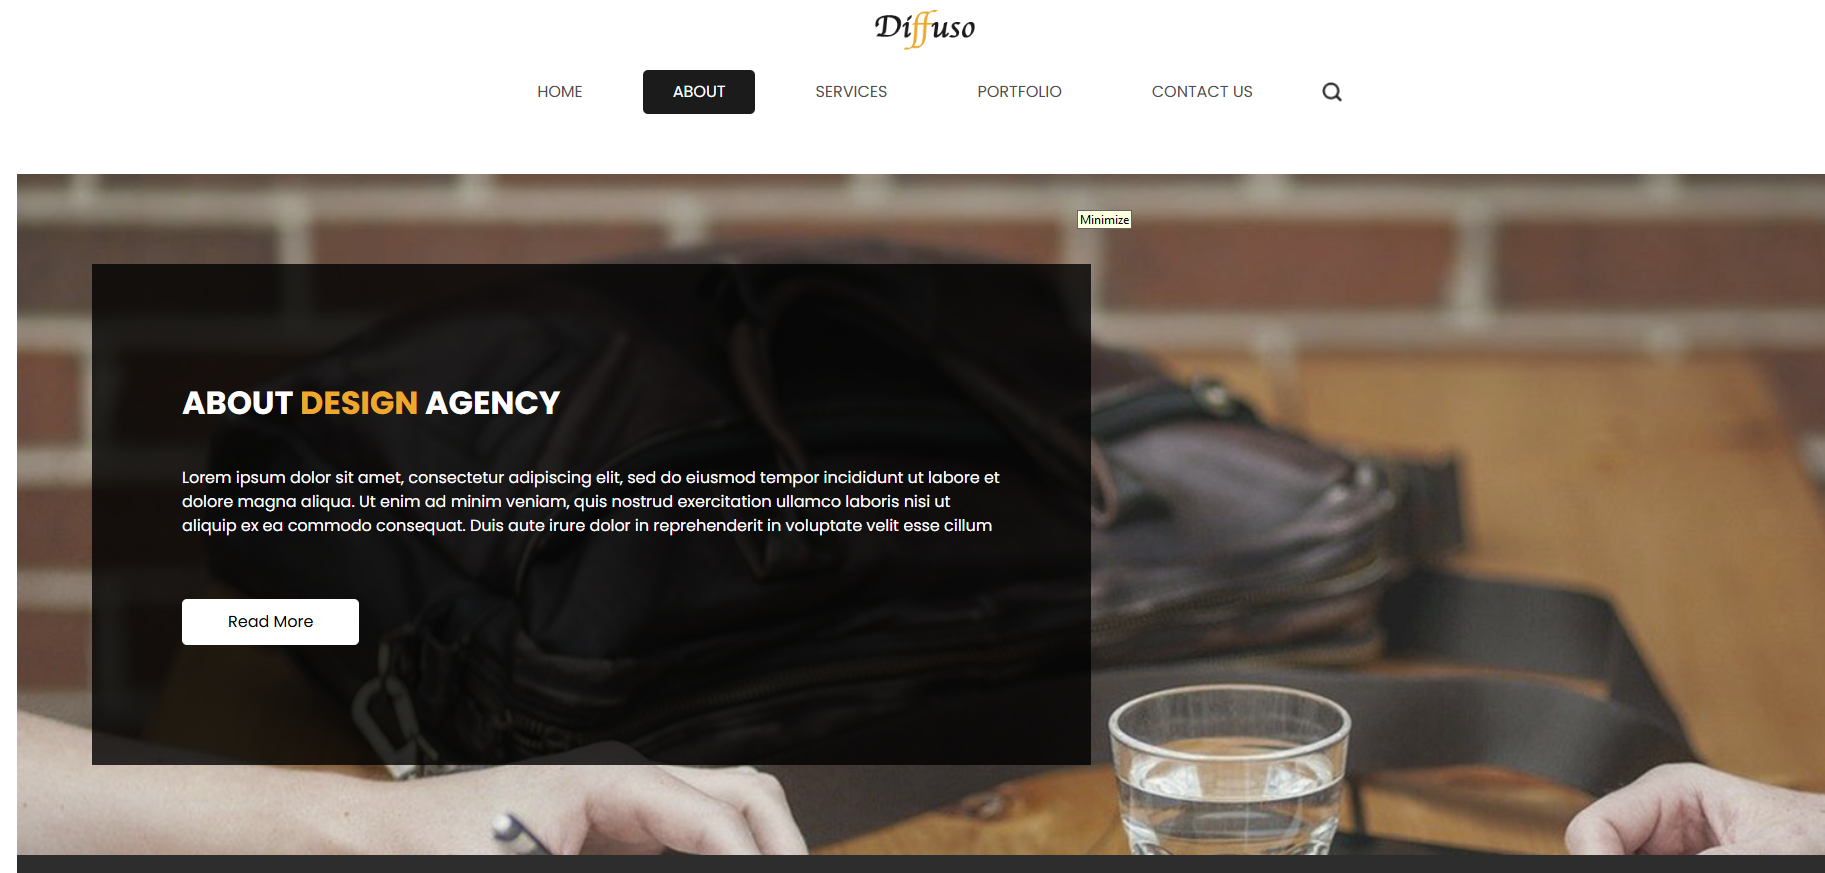 Diffuso
HOME ABOUT SERVICES PORTFOLIO CONTACT US
Minimize
ABOUT DESIGN AGENCY
Lorem ipsum dolor sit amet, consectetur adipiscing elit, sed do eiusmod tempor incididunt ut labore et
dolore magna aliqua. Ut enim ad minim veniam, quis nostrud exercitation ullamco laboris nisi ut
aliquip ex ea commodo consequat. Duis aute irure dolor in reprehenderit in voluptate velit esse cillum
Read More